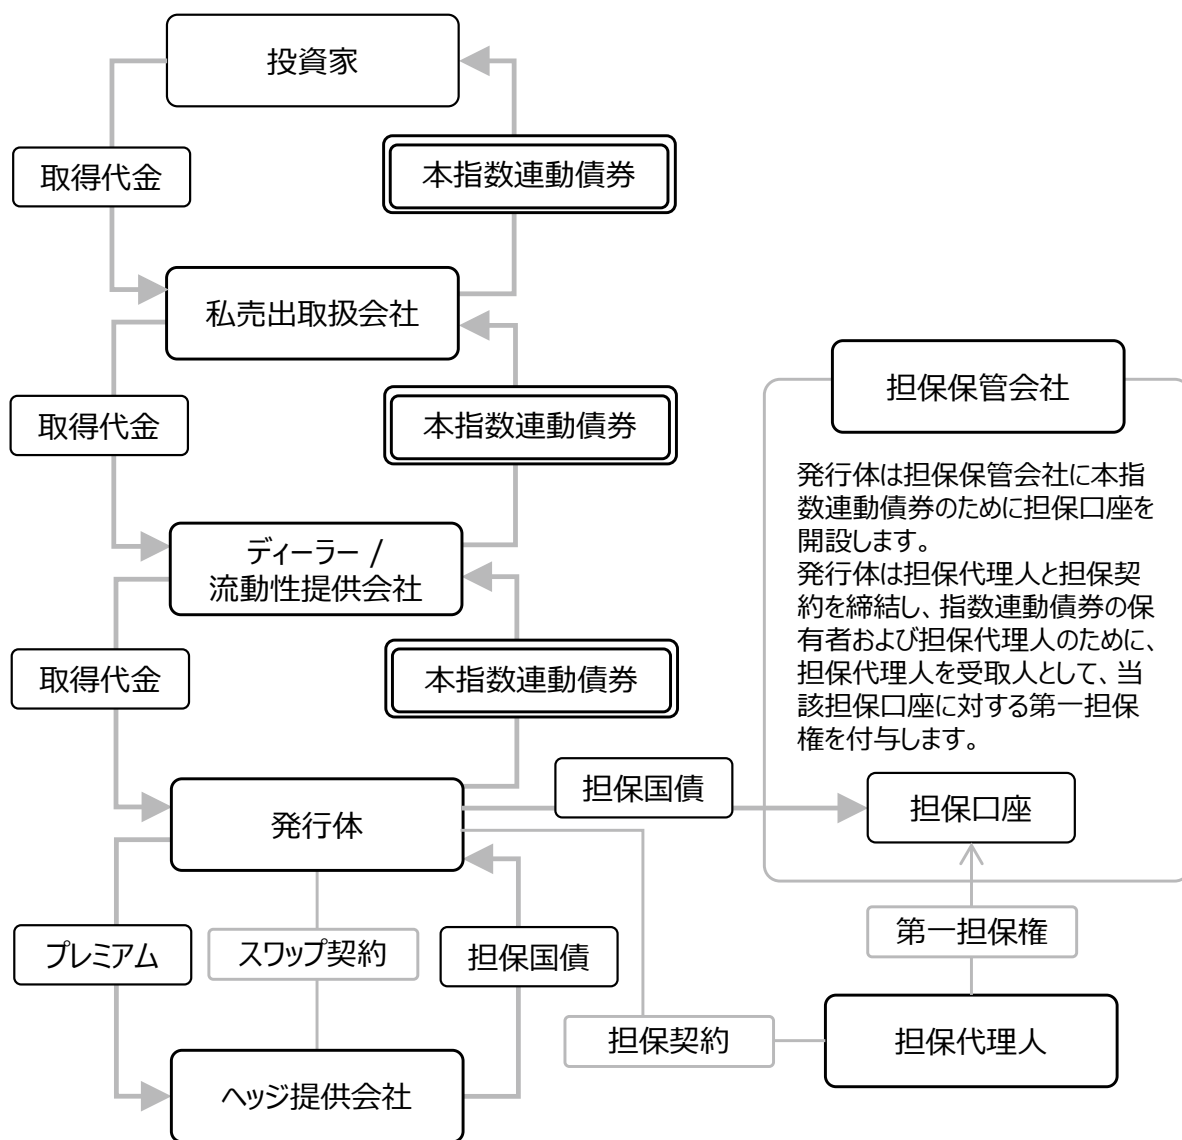 投資家
取得代金
本指数連動債券
私売出取扱会社
取得代金
本指数連動債券
ディーラー /
流動性提供会社
取得代金
本指数連動債券
発行体
プレミアム
スワップ契約
担保国債
ヘッジ提供会社
担保国債
担保契約
担保保管会社
発行体は担保保管会社に本指
数連動債券のために担保口座を
開設します。
発行体は担保代理人と担保契
約を締結し、指数連動債券の保
有者および担保代理人のために、
担保代理人を受取人として、当
該担保口座に対する第一担保
権を付与します。
担保口座
第一担保権
担保代理人